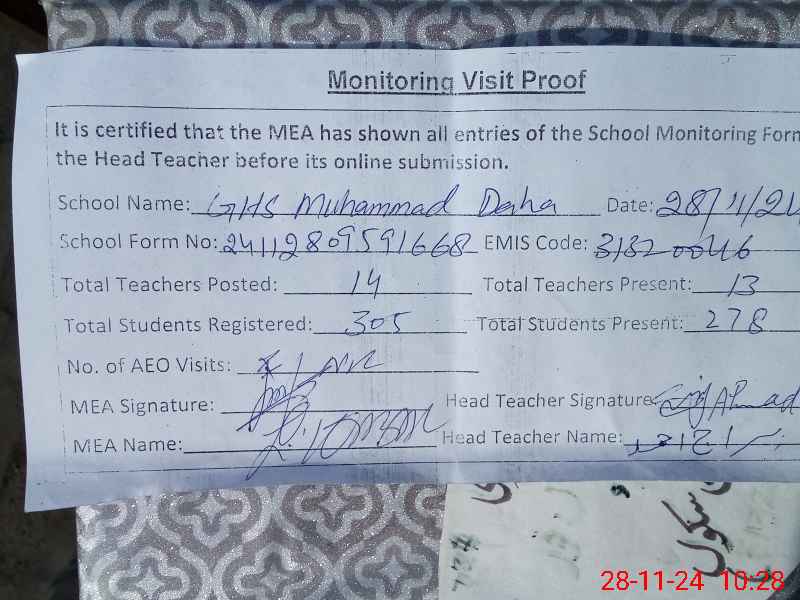 Monitoring Visit Proof
It is certified that the MEA has shown all entries of the School Monitoring Form
the Head Teacher before its online submission.
School Name: GHS Muhammad Daha Date: 28/11/24
School Form No: 24112809591668 EMIS Code: 31320046
Total Teachers Posted: 14 Total Teachers Present: 13
Total Students Registered: 305 Total Students Present: 278
No. of AEO Visits:
MEA Signature: Head Teacher Signature
MEA Name: Head Teacher Name:
سکول
28-11-24 10:28